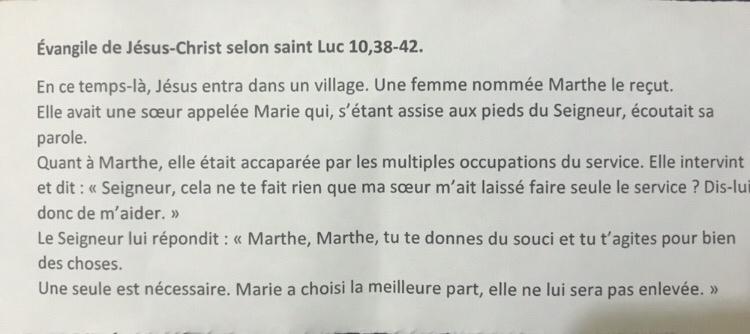 Évangile de Jésus-Christ selon saint Luc 10,38-42.
En ce temps-là, Jésus entra dans un village. Une femme nommée Marthe le reçut.
Elle avait une sœur appelée Marie qui, s’étant assise aux pieds du Seigneur, écoutait sa
parole.
Quant à Marthe, elle était accaparée par les multiples occupations du service. Elle intervint
et dit : « Seigneur, cela ne te fait rien que ma sœur m’ait laissé faire seule le service ? Dis-lui
donc de m’aider. »
Le Seigneur lui répondit : « Marthe, Marthe, tu te donnes du souci et tu t’agites pour bien
des choses.
Une seule est nécessaire. Marie a choisi la meilleure part, elle ne lui sera pas enlevée. »